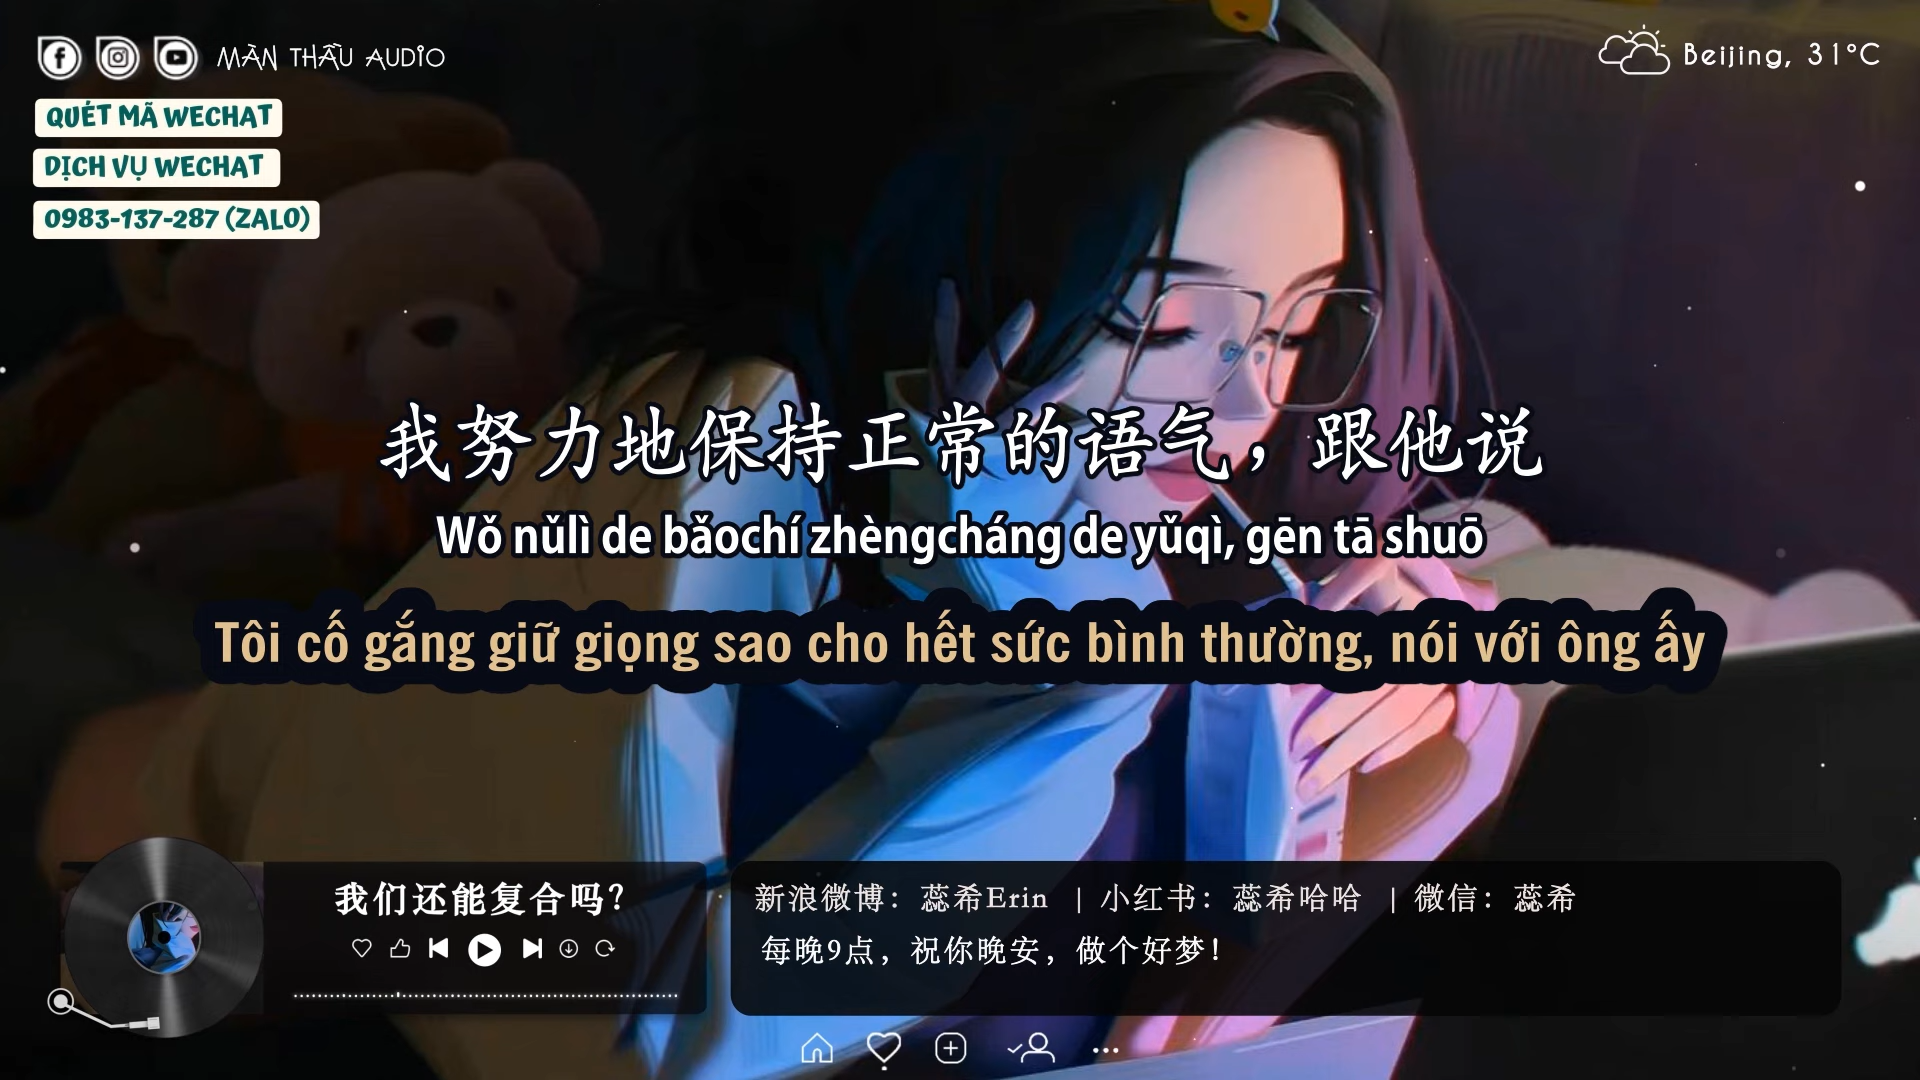 MÀN THẦU AUDIO
Beijing, 31°C
QUÉT MÃ WECHAT
DỊCH VỤ WECHAT
0983-137-287 (ZALO)
我努力地保持正常的语气，跟他说
Wǒ nǔlì de bǎochí zhèngcháng de yǔqì, gēn tā shuō
Tôi cố gắng giữ giọng sao cho hết sức bình thường, nói với ông ấy
我们还能复合吗？
新浪微博：蕊希Erin | 小红书：蕊希哈哈 | 微信：蕊希
每晚9点，祝你晚安，做个好梦！